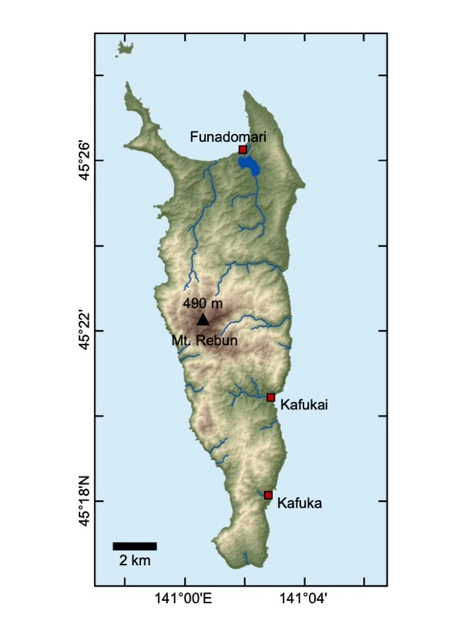 Funadomari
45°26'
490 m
45°22'
Mt. Rebun
Kafukai
45°18'N
Kafuka
2 km
141°00'E
141°04'